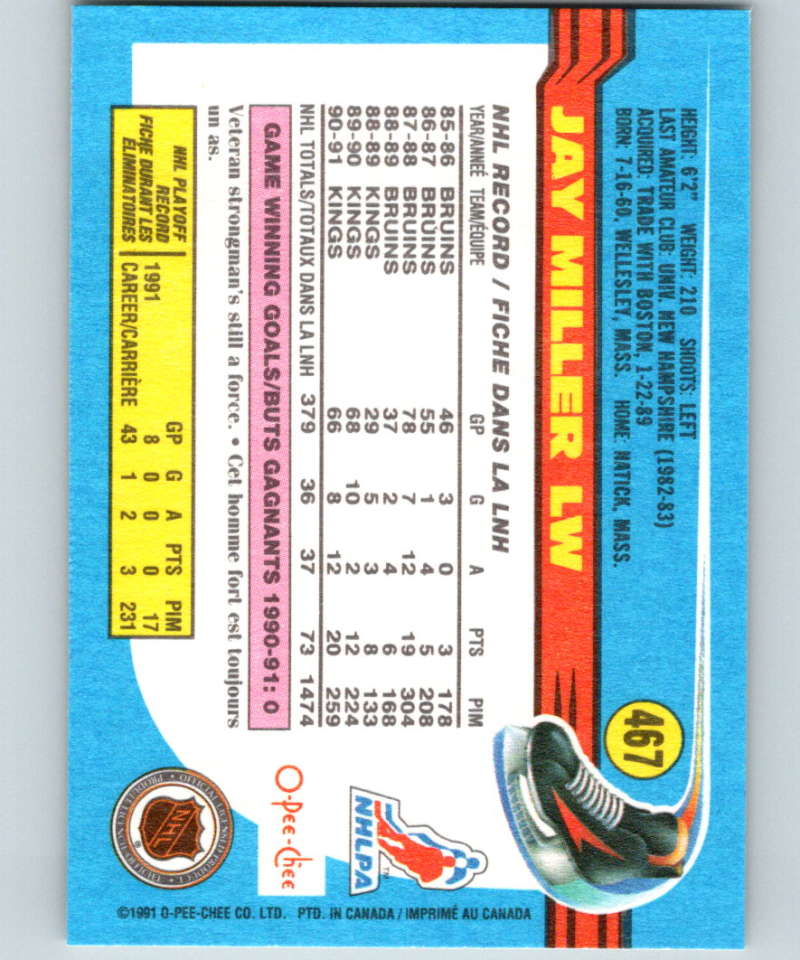 HEIGHT: 6'2" WEIGHT: 210 SHOOTS: LEFT
LAST AMATEUR CLUB: UNIV. NEW HAMPSHIRE (1982-83)
ACQUIRED: TRADE WITH BOSTON, 1-22-89
BORN: 7-16-60, WELLESLEY, MASS. HOME: NATICK, MASS.
467
JAY MILLER LW
NHL RECORD / FICHE DANS LA LNH
YEAR/ANNÉE TEAM/ÉQUIPE GP G A PTS PIM
85-86 BRUINS 46 3 0 3 178
86-87 BRUINS 55 1 4 5 208
87-88 BRUINS 78 7 12 19 304
88-89 BRUINS 37 2 4 6 168
88-89 KINGS 29 5 3 8 133
89-90 KINGS 68 10 2 12 224
90-91 KINGS 66 8 12 20 259
NHL TOTALS/TOTAUX DANS LA LNH 379 36 37 73 1474
GAME WINNING GOALS/BUTS GAGNANTS 1990-91: 0
Veteran strongman's still a force. • Cet homme fort est toujours
un as.
NHL PLAYOFF
RECORD
FICHE DURANT LES
ÉLIMINATOIRES
GP G A PTS PIM
1991 8 0 0 0 17
CAREER/CARRIÈRE 43 1 2 3 231
NHLPA
TM
O-Pee-Chee
NHL
®
OFFICIAL LICENSED PRODUCT
©1991 O-PEE-CHEE CO. LTD. PTD. IN CANADA / IMPRIMÉ AU CANADA